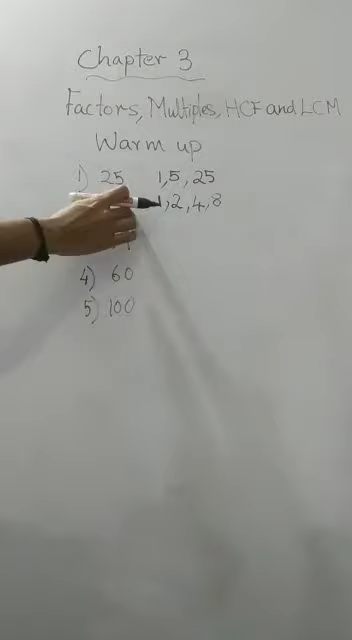 Chapter 3
Factors, Multiples, HCF and LCM
Warm up
1) 25 1,5,25
1,2,4,8
4) 60
5) 100